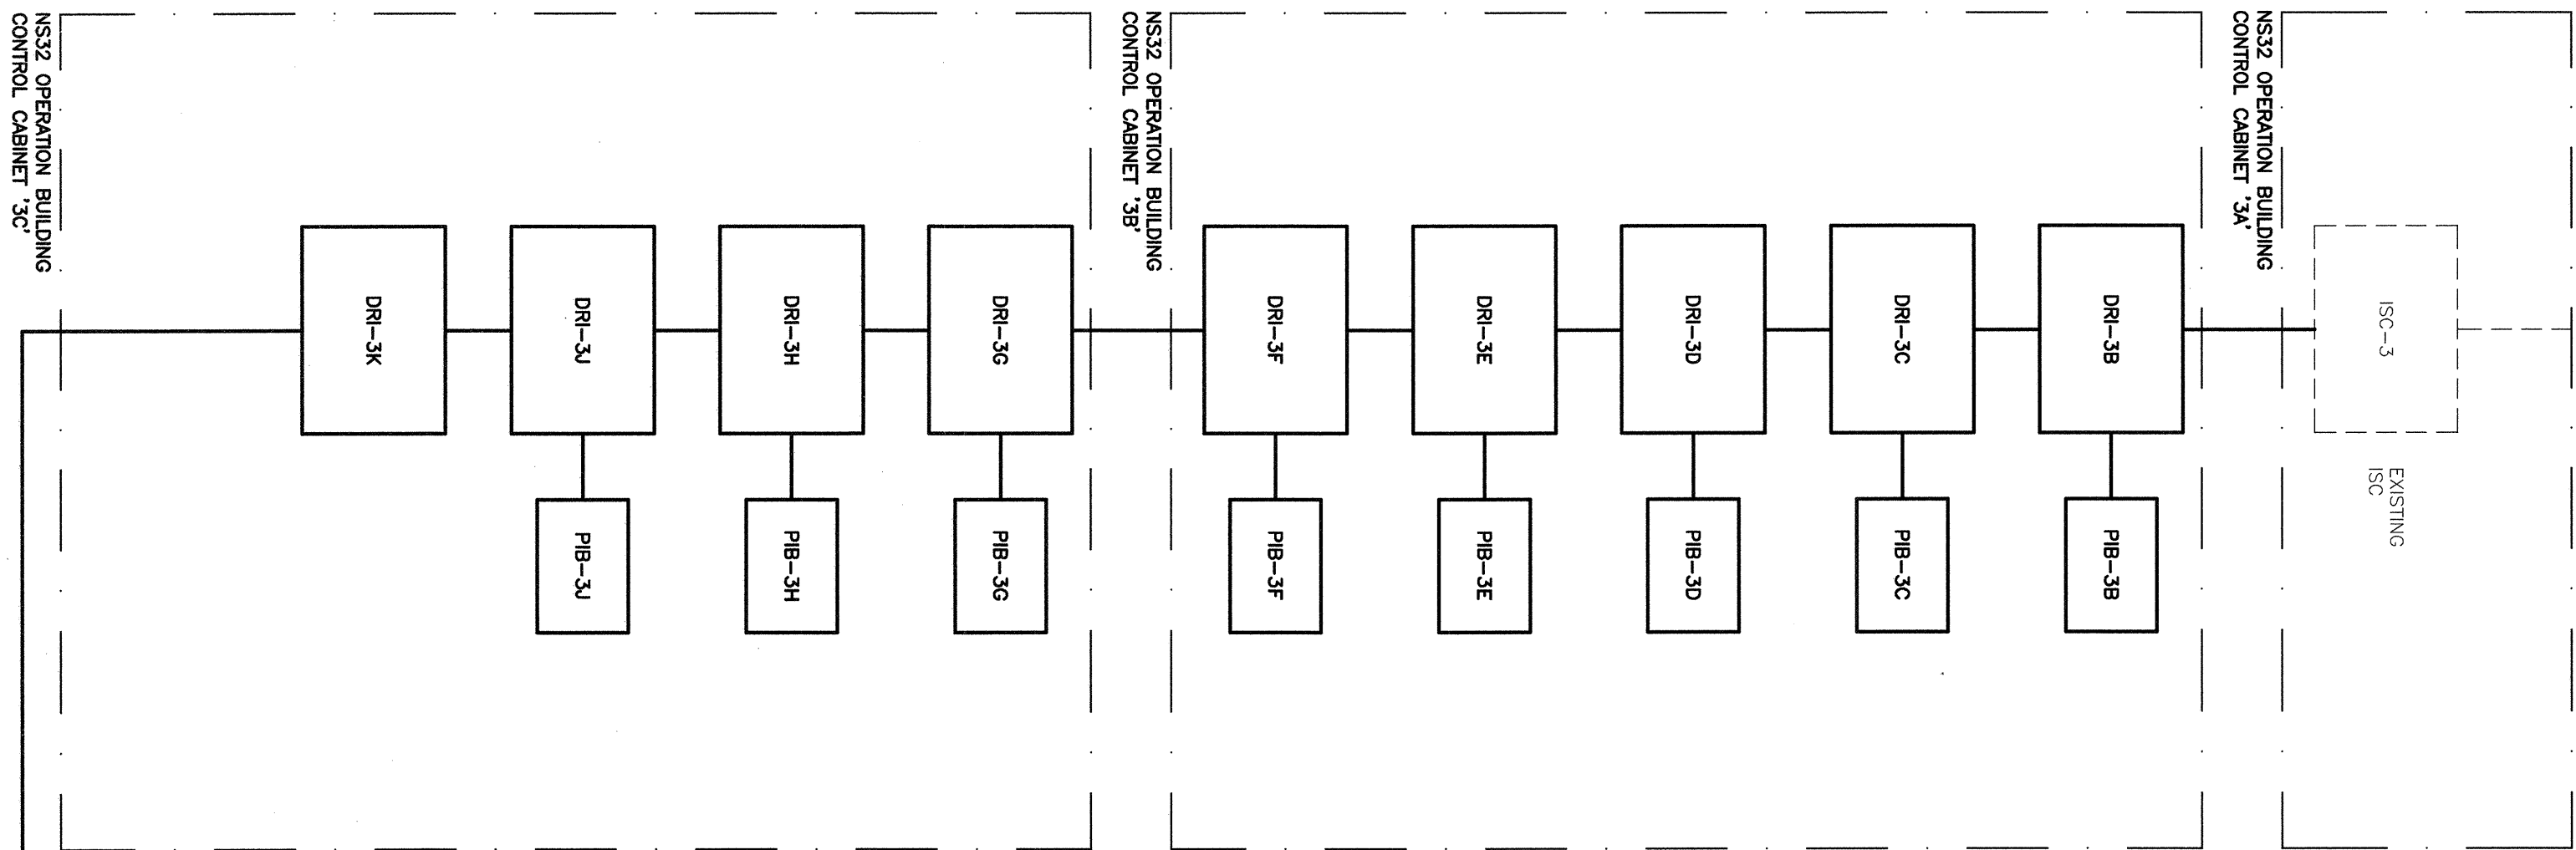 ISC-3
EXISTING
ISC
NS32 OPERATION BUILDING
CONTROL CABINET '3A'
DRI-3B
PIB-3B
DRI-3C
PIB-3C
DRI-3D
PIB-3D
DRI-3E
PIB-3E
DRI-3F
PIB-3F
NS32 OPERATION BUILDING
CONTROL CABINET '3B'
DRI-3G
PIB-3G
DRI-3H
PIB-3H
DRI-3J
PIB-3J
DRI-3K
NS32 OPERATION BUILDING
CONTROL CABINET '3C'